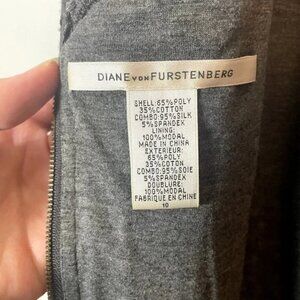 DIANE VON FURSTENBERG
SHELL:65%POLY
35%COTTON
COMBO:95%SILK
5%SPANDEX
LINING:
100%MODAL
MADE IN CHINA
EXTERIEUR:
65%POLY
35%COTON
COMBO:95%SOIE
5%SPANDEX
DOUBLURE:
100%MODAL
FABRIQUE EN CHINE
10